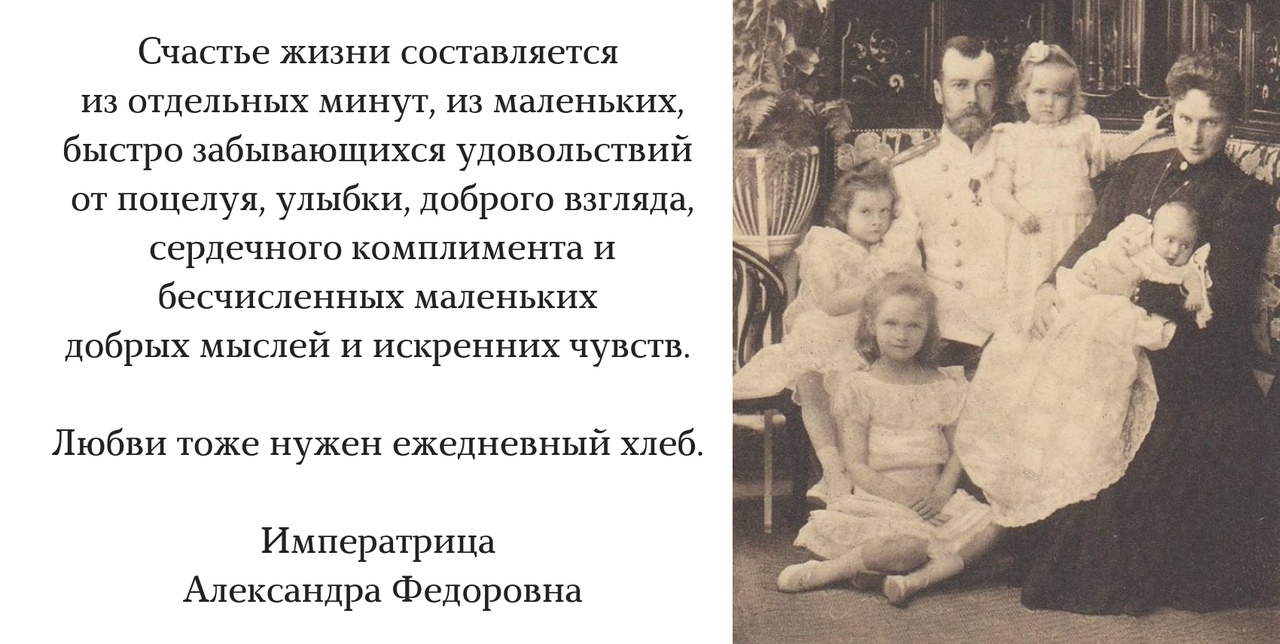 Счастье жизни составляется
из отдельных минут, из маленьких,
быстро забывающихся удовольствий
от поцелуя, улыбки, доброго взгляда,
сердечного комплимента и
бесчисленных маленьких
добрых мыслей и искренних чувств.
Любви тоже нужен ежедневный хлеб.
Императрица
Александра Федоровна